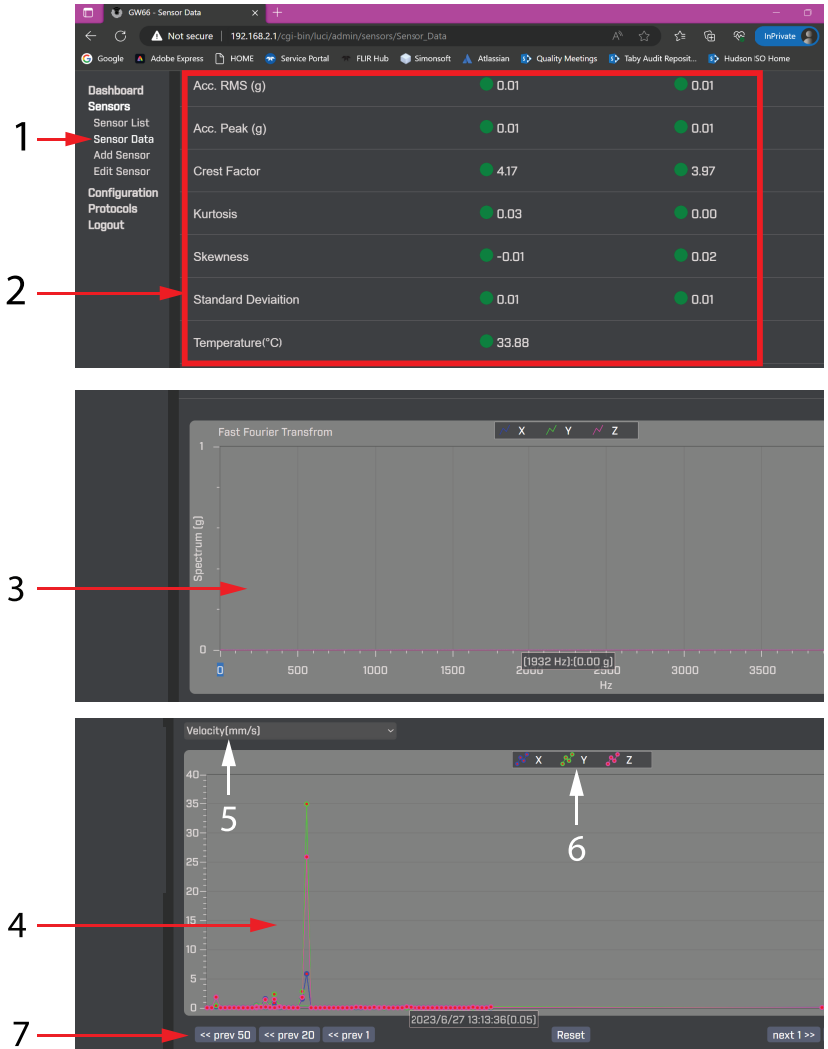 GW66 - Sensor Data
Not secure 192.168.2.1/cgi-bin/luci/admin/sensors/Sensor_Data InPrivate
Google Adobe Express HOME Service Portal FLIR Hub Simonsoft Atlassian Quality Meetings Taby Audit Reposit... Hudson ISO Home
Dashboard
Sensors
Sensor List
Sensor Data
Add Sensor
Edit Sensor
Configuration
Protocols
Logout
Acc. RMS (g) 0.01 0.01
Acc. Peak (g) 0.01 0.01
Crest Factor 4.17 3.97
Kurtosis 0.03 0.00
Skewness -0.01 0.02
Standard Deviaition 0.01 0.01
Temperature(°C) 33.88
1
2
Fast Fourier Transfrom X Y Z
1
Spectrum (g)
3
0
[1932 Hz]:[0.00 g]
0 500 1000 1500 2000 2500 3000 3500
Hz
Velocity(mm/s)
X Y Z
5
6
40
35
30
25
20
15
10
5
0
4
2023/6/27 13:13:36[0.05]
7
<< prev 50 << prev 20 << prev 1 Reset next 1 >>